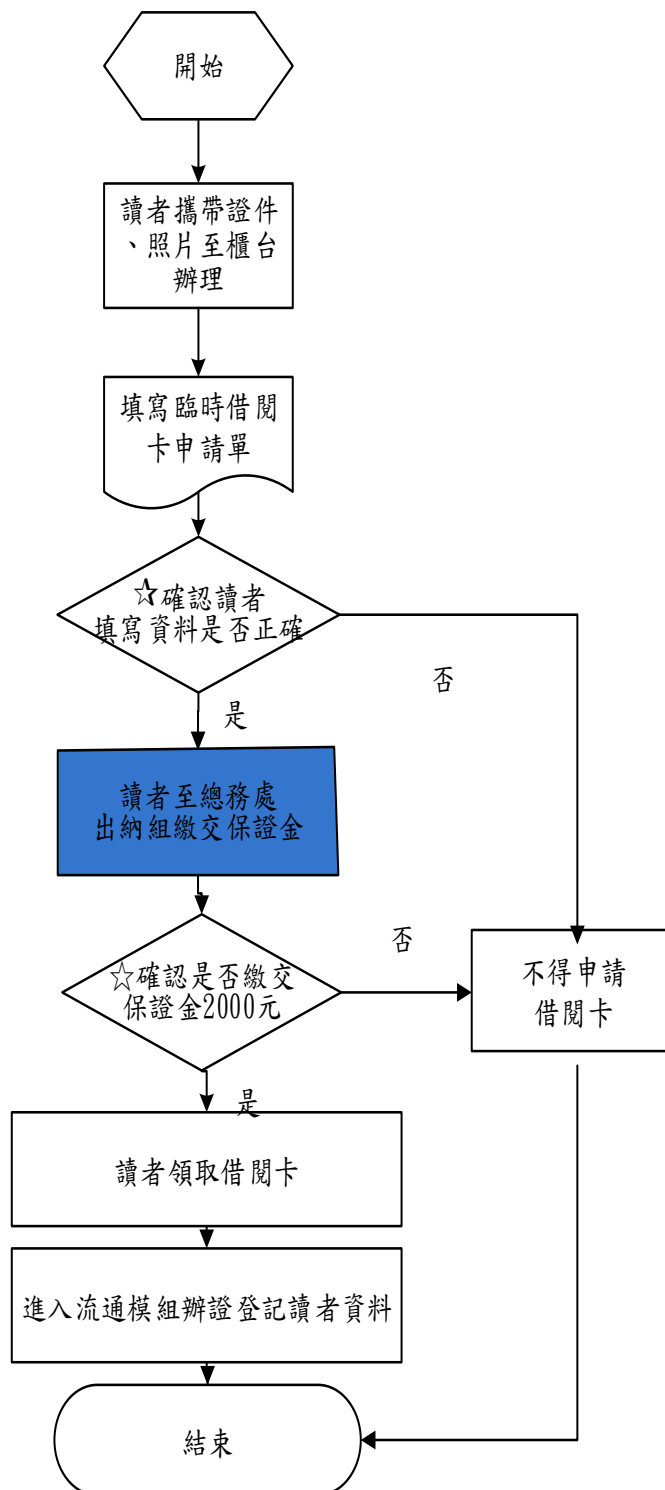 開始
讀者攜帶證件
、照片至櫃台
辦理
填寫臨時借閱
卡申請單
☆確認讀者
填寫資料是否正確
否
是
讀者至總務處
出納組繳交保證金
否
☆確認是否繳交
保證金2000元
不得申請
借閱卡
是
讀者領取借閱卡
進入流通模組辦證登記讀者資料
結束